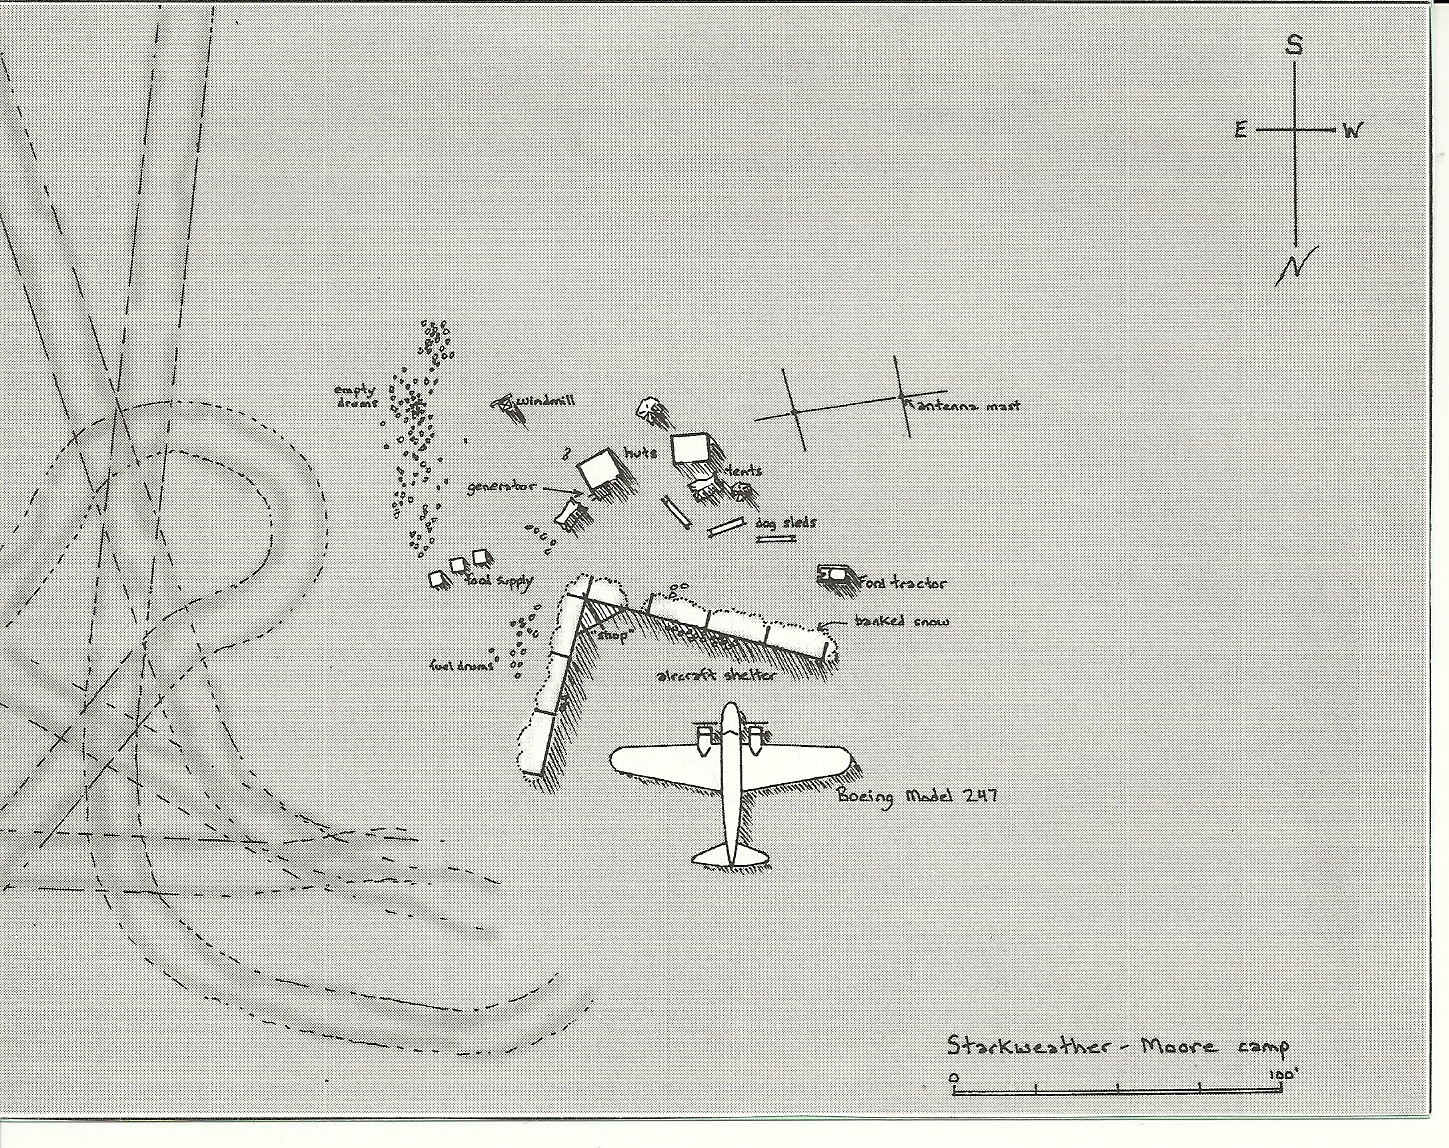 S
E W
N
empty
drums
windmill
antenna mast
huts
tents
generator
dog sleds
food supply
Ford tractor
banked snow
"shop"
fuel drums
aircraft shelter
Boeing Model 247
Starkweather - Moore camp
0 100'